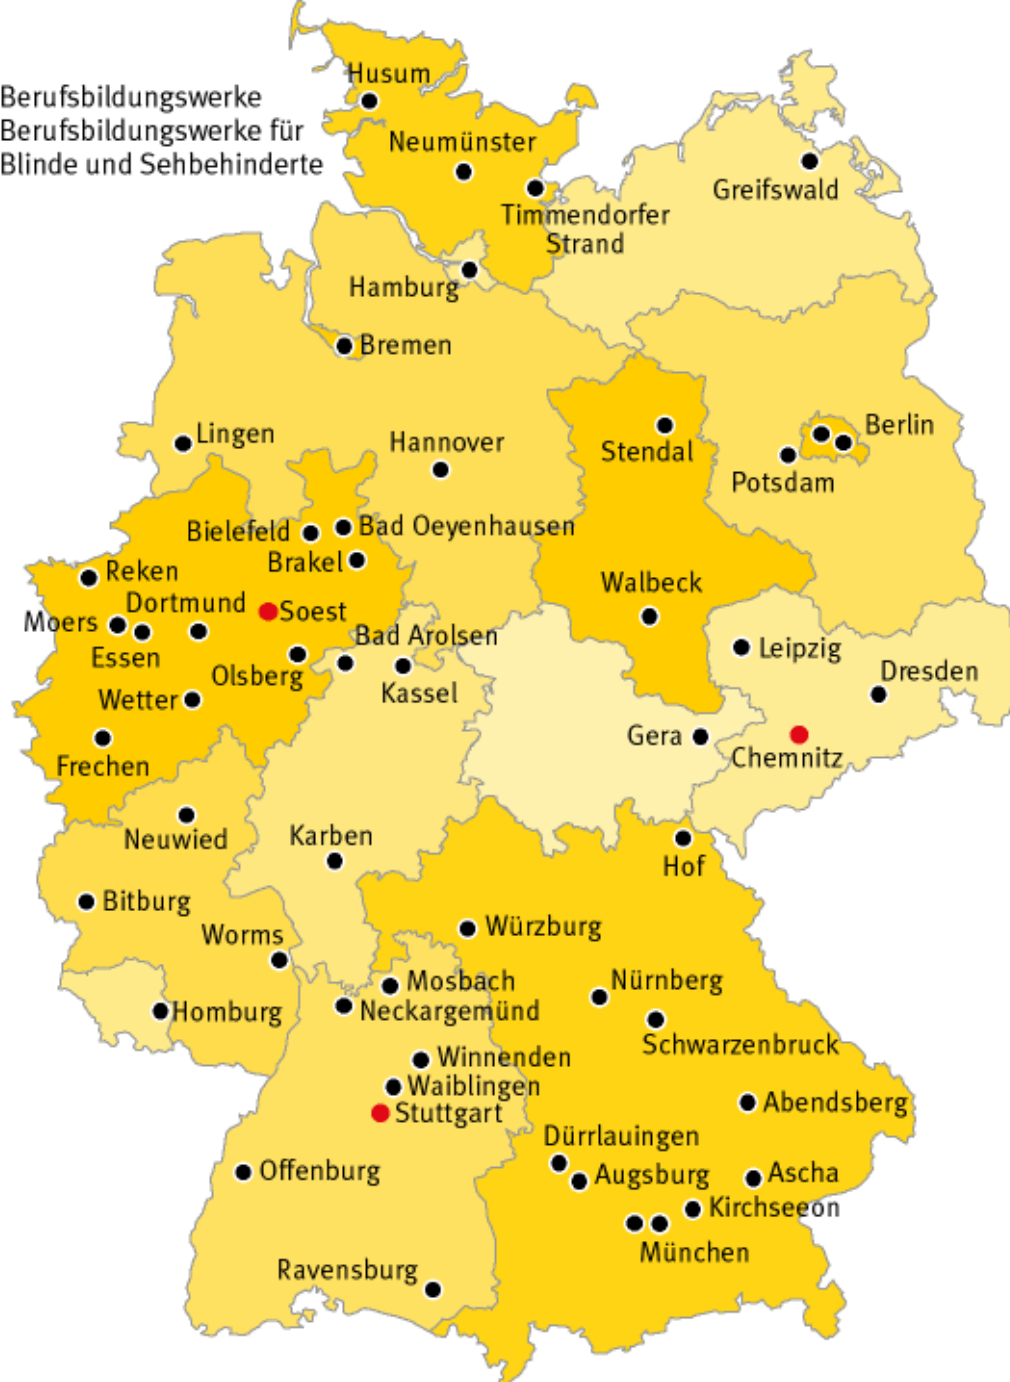 Husum
Berufsbildungswerke
Berufsbildungswerke für
Blinde und Sehbehinderte
Neumünster
Greifswald
Timmendorfer
Strand
Hamburg
Bremen
Lingen
Hannover
Stendal
Berlin
Potsdam
Bielefeld
Bad Oeyenhausen
Brakel
Reken
Walbeck
Dortmund
Soest
Moers
Essen
Bad Arolsen
Leipzig
Olsberg
Kassel
Dresden
Wetter
Gera
Chemnitz
Frechen
Neuwied
Karben
Hof
Bitburg
Würzburg
Worms
Mosbach
Nürnberg
Homburg
Neckargemünd
Schwarzenbruck
Winnenden
Waiblingen
Stuttgart
Abendsberg
Dürrlauingen
Offenburg
Augsburg
Ascha
Kirchseeon
München
Ravensburg